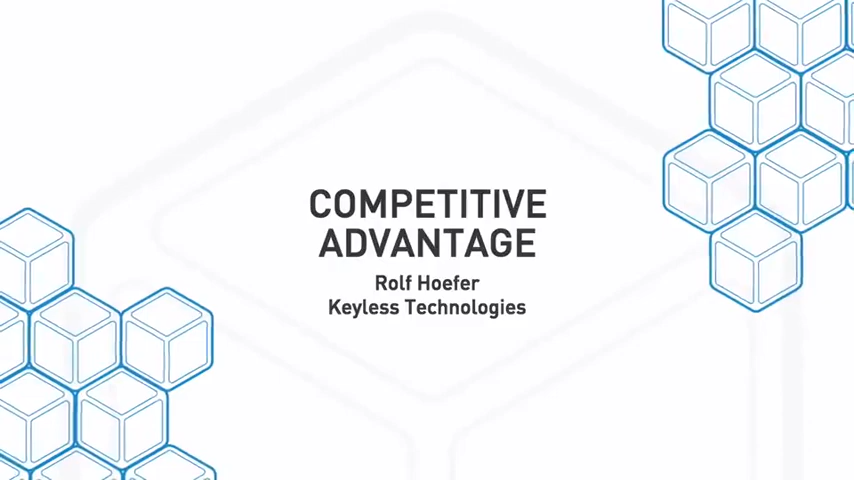 COMPETITIVE
ADVANTAGE
Rolf Hoefer
Keyless Technologies